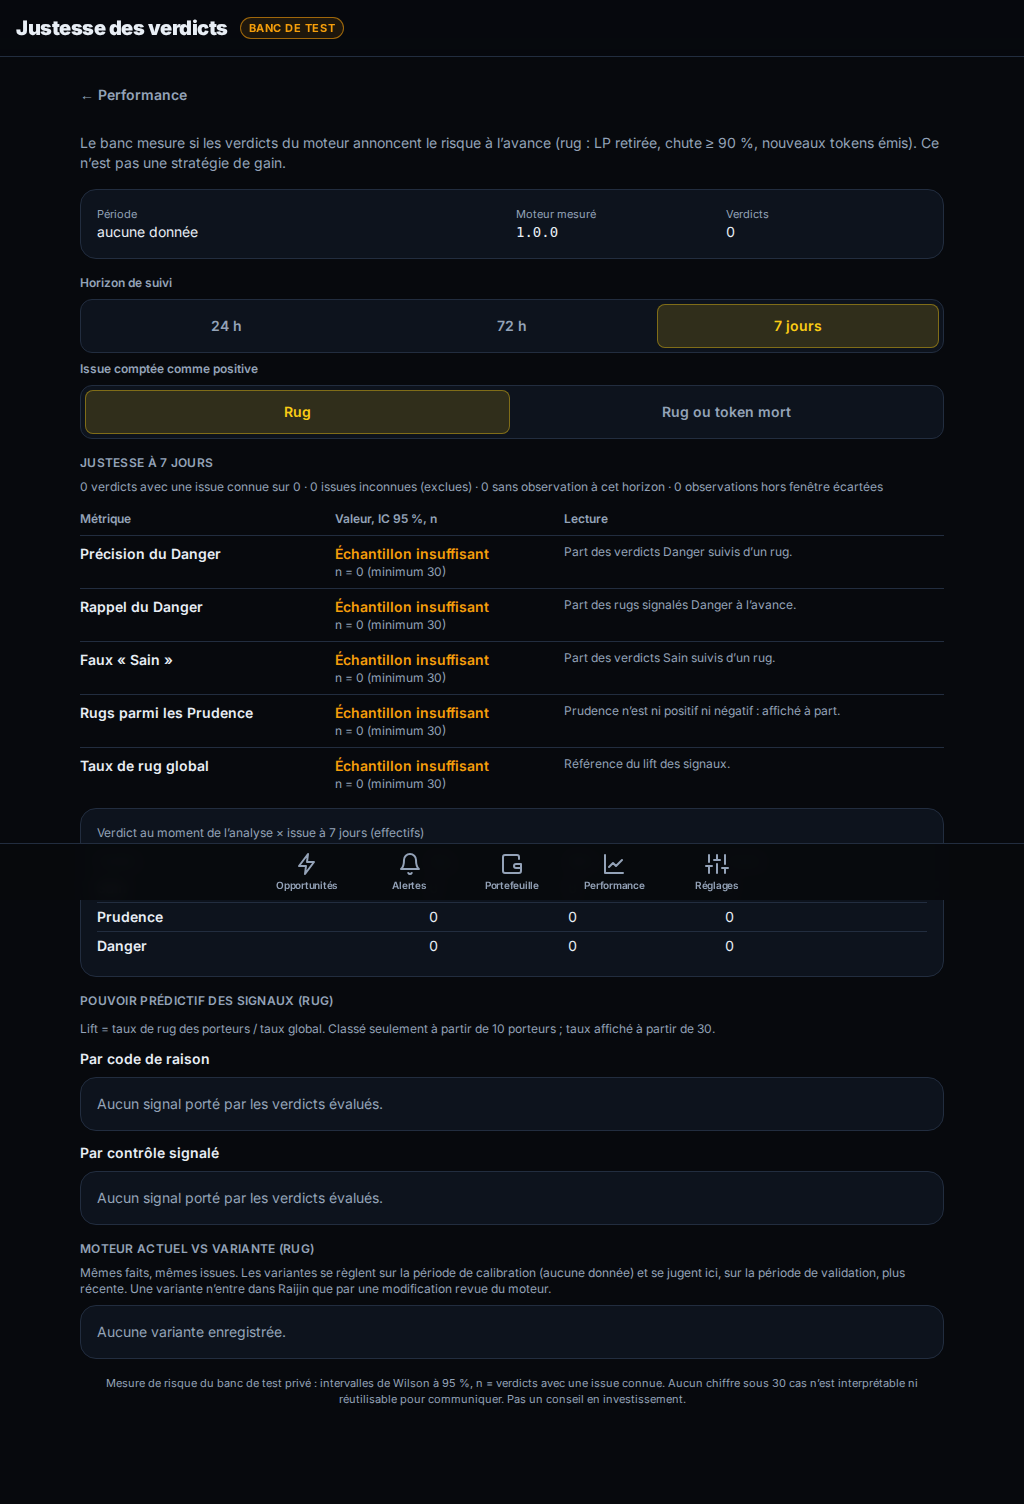 Justesse des verdicts
BANC DE TEST
← Performance
Le banc mesure si les verdicts du moteur annoncent le risque à l’avance (rug : LP retirée, chute ≥ 90 %, nouveaux tokens émis). Ce
n’est pas une stratégie de gain.
Période
Moteur mesuré
Verdicts
aucune donnée
1.0.0
0
Horizon de suivi
24 h
72 h
7 jours
Issue comptée comme positive
Rug
Rug ou token mort
JUSTESSE À 7 JOURS
0 verdicts avec une issue connue sur 0 · 0 issues inconnues (exclues) · 0 sans observation à cet horizon · 0 observations hors fenêtre écartées
Métrique
Valeur, IC 95 %, n
Lecture
Précision du Danger
Échantillon insuffisant
n = 0 (minimum 30)
Part des verdicts Danger suivis d’un rug.
Rappel du Danger
Échantillon insuffisant
n = 0 (minimum 30)
Part des rugs signalés Danger à l’avance.
Faux « Sain »
Échantillon insuffisant
n = 0 (minimum 30)
Part des verdicts Sain suivis d’un rug.
Rugs parmi les Prudence
Échantillon insuffisant
n = 0 (minimum 30)
Prudence n’est ni positif ni négatif : affiché à part.
Taux de rug global
Échantillon insuffisant
n = 0 (minimum 30)
Référence du lift des signaux.
Verdict au moment de l’analyse × issue à 7 jours (effectifs)
Opportunités
Alertes
Portefeuille
Performance
Réglages
Prudence 0 0 0
Danger 0 0 0
POUVOIR PRÉDICTIF DES SIGNAUX (RUG)
Lift = taux de rug des porteurs / taux global. Classé seulement à partir de 10 porteurs ; taux affiché à partir de 30.
Par code de raison
Aucun signal porté par les verdicts évalués.
Par contrôle signalé
Aucun signal porté par les verdicts évalués.
MOTEUR ACTUEL VS VARIANTE (RUG)
Mêmes faits, mêmes issues. Les variantes se règlent sur la période de calibration (aucune donnée) et se jugent ici, sur la période de validation, plus
récente. Une variante n’entre dans Raijin que par une modification revue du moteur.
Aucune variante enregistrée.
Mesure de risque du banc de test privé : intervalles de Wilson à 95 %, n = verdicts avec une issue connue. Aucun chiffre sous 30 cas n’est interprétable ni
réutilisable pour communiquer. Pas un conseil en investissement.